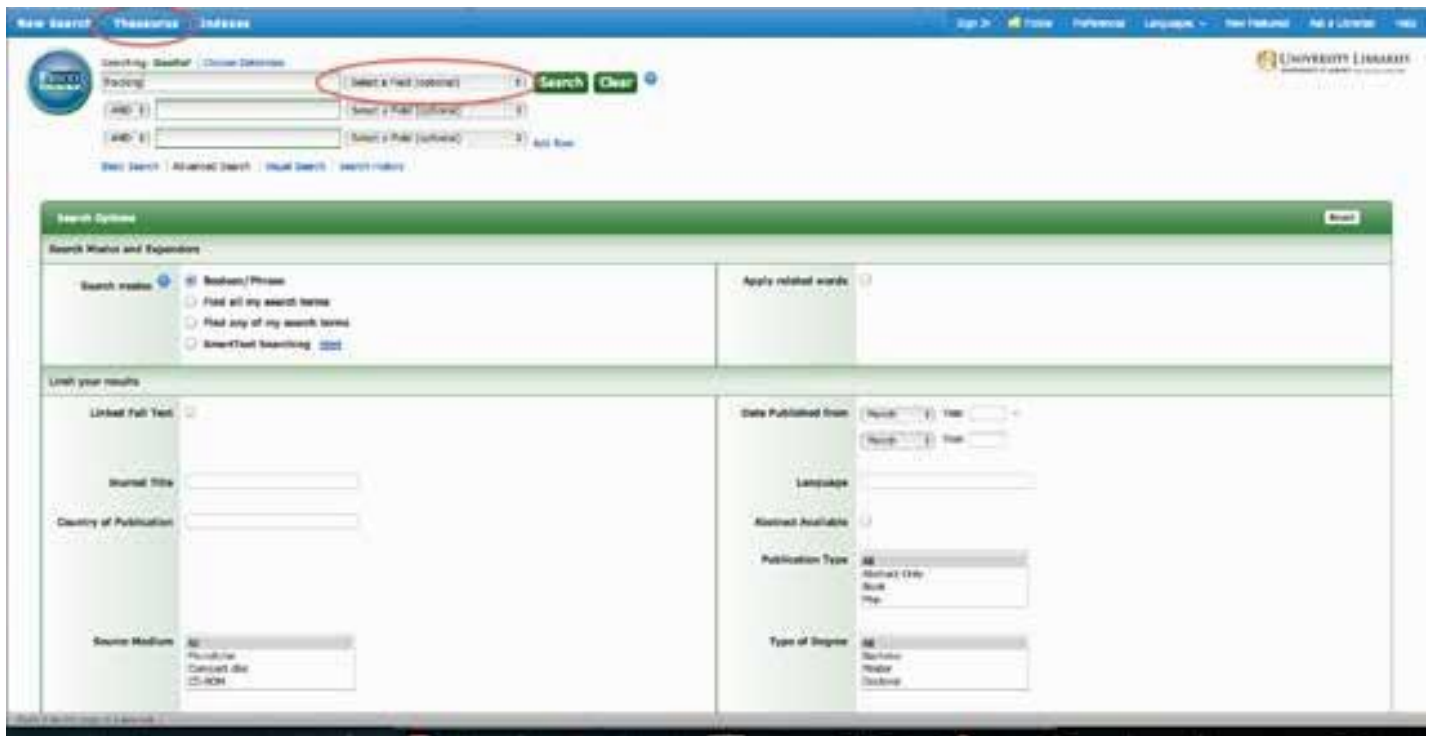 New Search Thesaurus Indexes
Sign In Folder Preferences Languages New Features! Ask a Librarian Help
Searching: GeoRef Choose Databases
fracking Select a Field (optional) Search Clear
AND Select a Field (optional)
AND Select a Field (optional) Add Row
Basic Search Advanced Search Visual Search Search History
UNIVERSITY LIBRARIES
Search Options Reset
Search Modes and Expanders
Search modes Boolean/Phrase
Find all my search terms
Find any of my search terms
SmartText Searching
Apply related words
Limit your results
Linked Full Text
Date Published from Month Year
Month Year
Journal Title
Language
Country of Publication
Abstract Available
Publication Type All
Abstract Only
Book
Map
Source Medium All
Microfiche
Compact disc
CD-ROM
Type of Degree All
Bachelor
Master
Doctoral